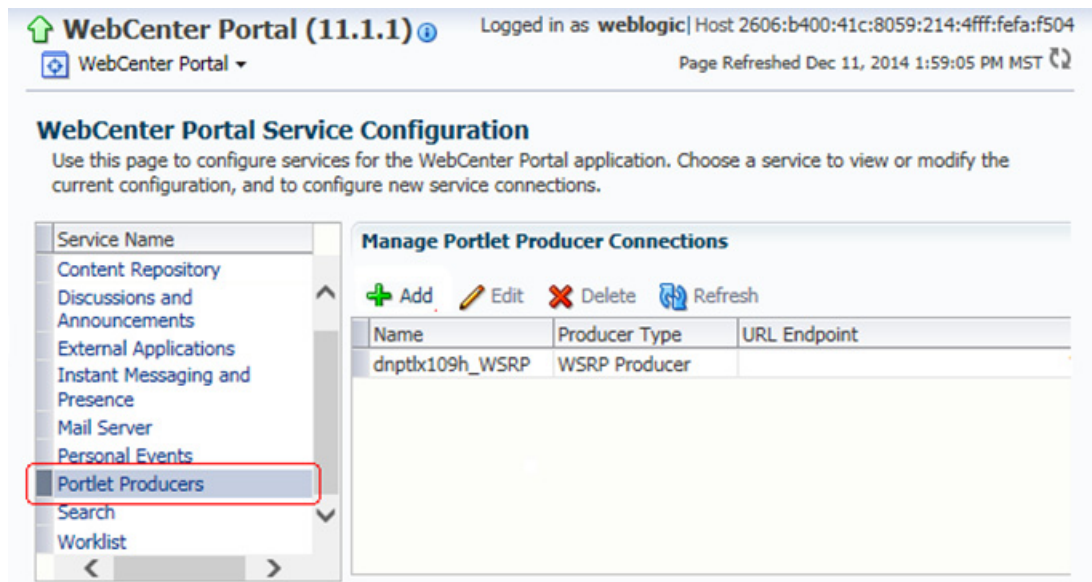 WebCenter Portal (11.1.1)
Logged in as weblogic| Host 2606:b400:41c:8059:214:4fff:fefa:f504
WebCenter Portal
Page Refreshed Dec 11, 2014 1:59:05 PM MST
WebCenter Portal Service Configuration
Use this page to configure services for the WebCenter Portal application. Choose a service to view or modify the
current configuration, and to configure new service connections.
Service Name
Content Repository
Discussions and
Announcements
External Applications
Instant Messaging and
Presence
Mail Server
Personal Events
Portlet Producers
Search
Worklist
Manage Portlet Producer Connections
Add Edit Delete Refresh
Name Producer Type URL Endpoint
dnptlx109h_WSRP WSRP Producer